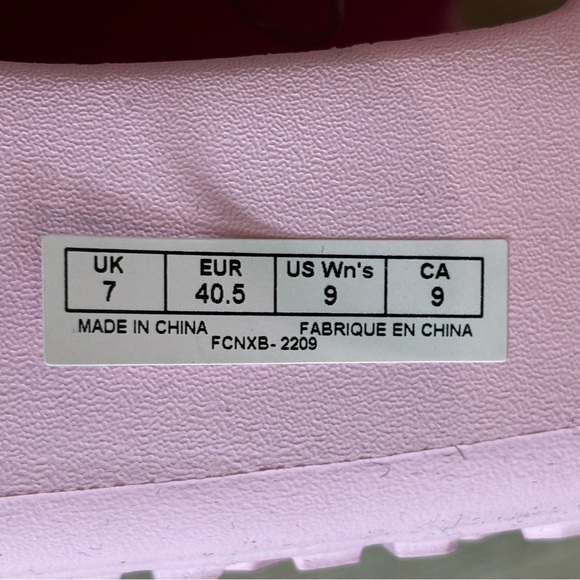 UK EUR US Wn's CA
7 40.5 9 9
MADE IN CHINA FABRIQUE EN CHINA
FCNXB- 2209